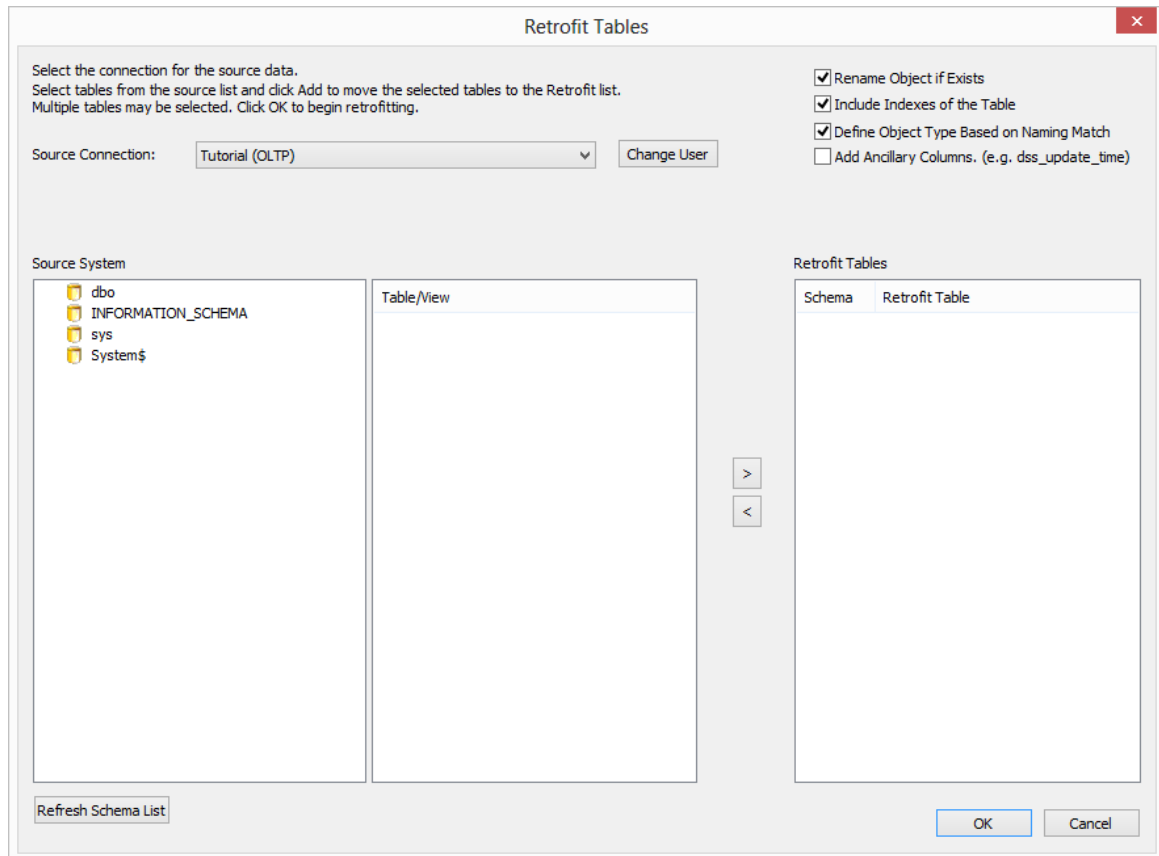 Retrofit Tables
Select the connection for the source data.
Select tables from the source list and click Add to move the selected tables to the Retrofit list.
Multiple tables may be selected. Click OK to begin retrofitting.
Rename Object if Exists
Include Indexes of the Table
Define Object Type Based on Naming Match
Add Ancillary Columns. (e.g. dss_update_time)
Source Connection: Tutorial (OLTP) Change User
Source System
Retrofit Tables
dbo
INFORMATION_SCHEMA
sys
System$
Table/View
Schema Retrofit Table
>
<
Refresh Schema List
OK Cancel